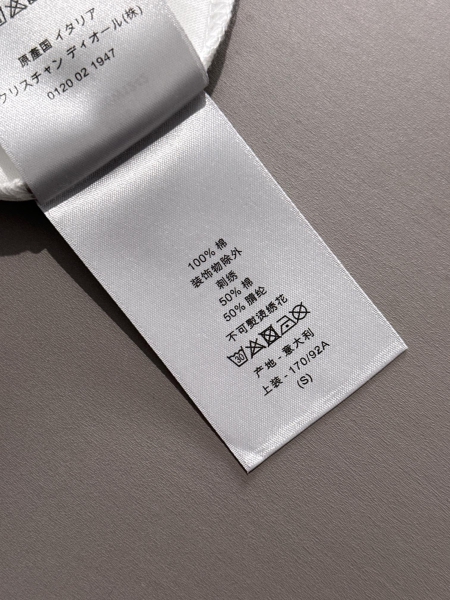 原産国 イタリア
クリスチャン ディオール(株)
0120 02 1947
100% 棉
装饰物除外
刺绣
50% 棉
50% 腈纶
不可熨烫绣花
30
产地 - 意大利
上装 - 170/92A
(S)